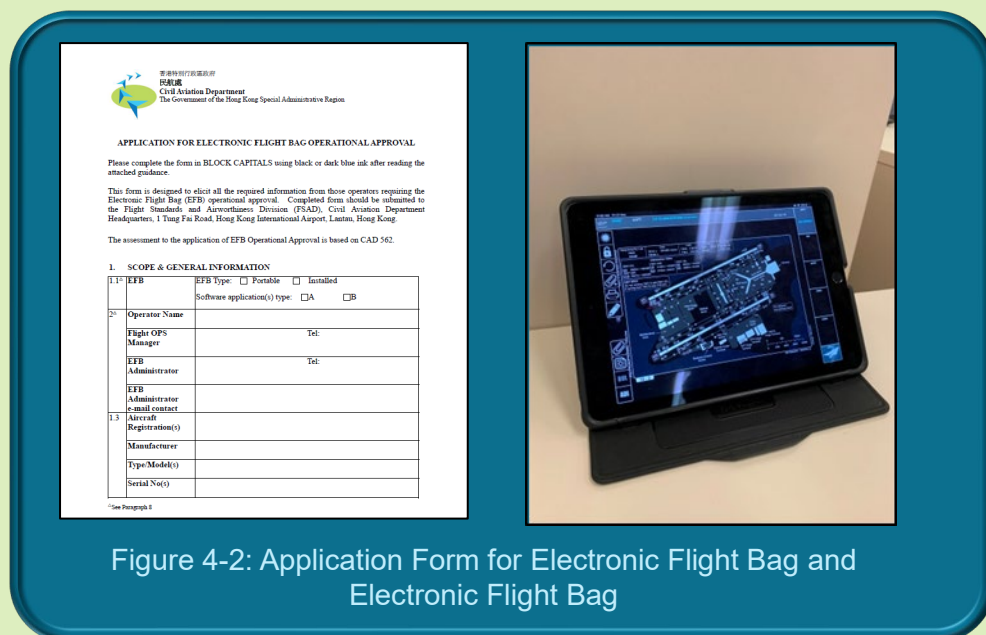 香港特別行政區政府
民航處
Civil Aviation Department
The Government of the Hong Kong Special Administrative Region
APPLICATION FOR ELECTRONIC FLIGHT BAG OPERATIONAL APPROVAL
Please complete the form in BLOCK CAPITALS using black or dark blue ink after reading the
attached guidance.
This form is designed to elicit all the required information from those operators requiring the
Electronic Flight Bag (EFB) operational approval. Completed form should be submitted to
the Flight Standards and Airworthiness Division (FSAD), Civil Aviation Department
Headquarters, 1 Tung Fai Road, Hong Kong International Airport, Lantau, Hong Kong.
The assessment to the application of EFB Operational Approval is based on CAD 562.
1. SCOPE & GENERAL INFORMATION
1.1△ EFB EFB Type: □ Portable □ Installed
Software application(s) type: □A □B
2△ Operator Name
Flight OPS Tel:
Manager
EFB Tel:
Administrator
EFB
Administrator
e-mail contact
1.3 Aircraft
Registration(s)
Manufacturer
Type/Model(s)
Serial No(s)
△See Paragraph 8
Figure 4-2: Application Form for Electronic Flight Bag and
Electronic Flight Bag